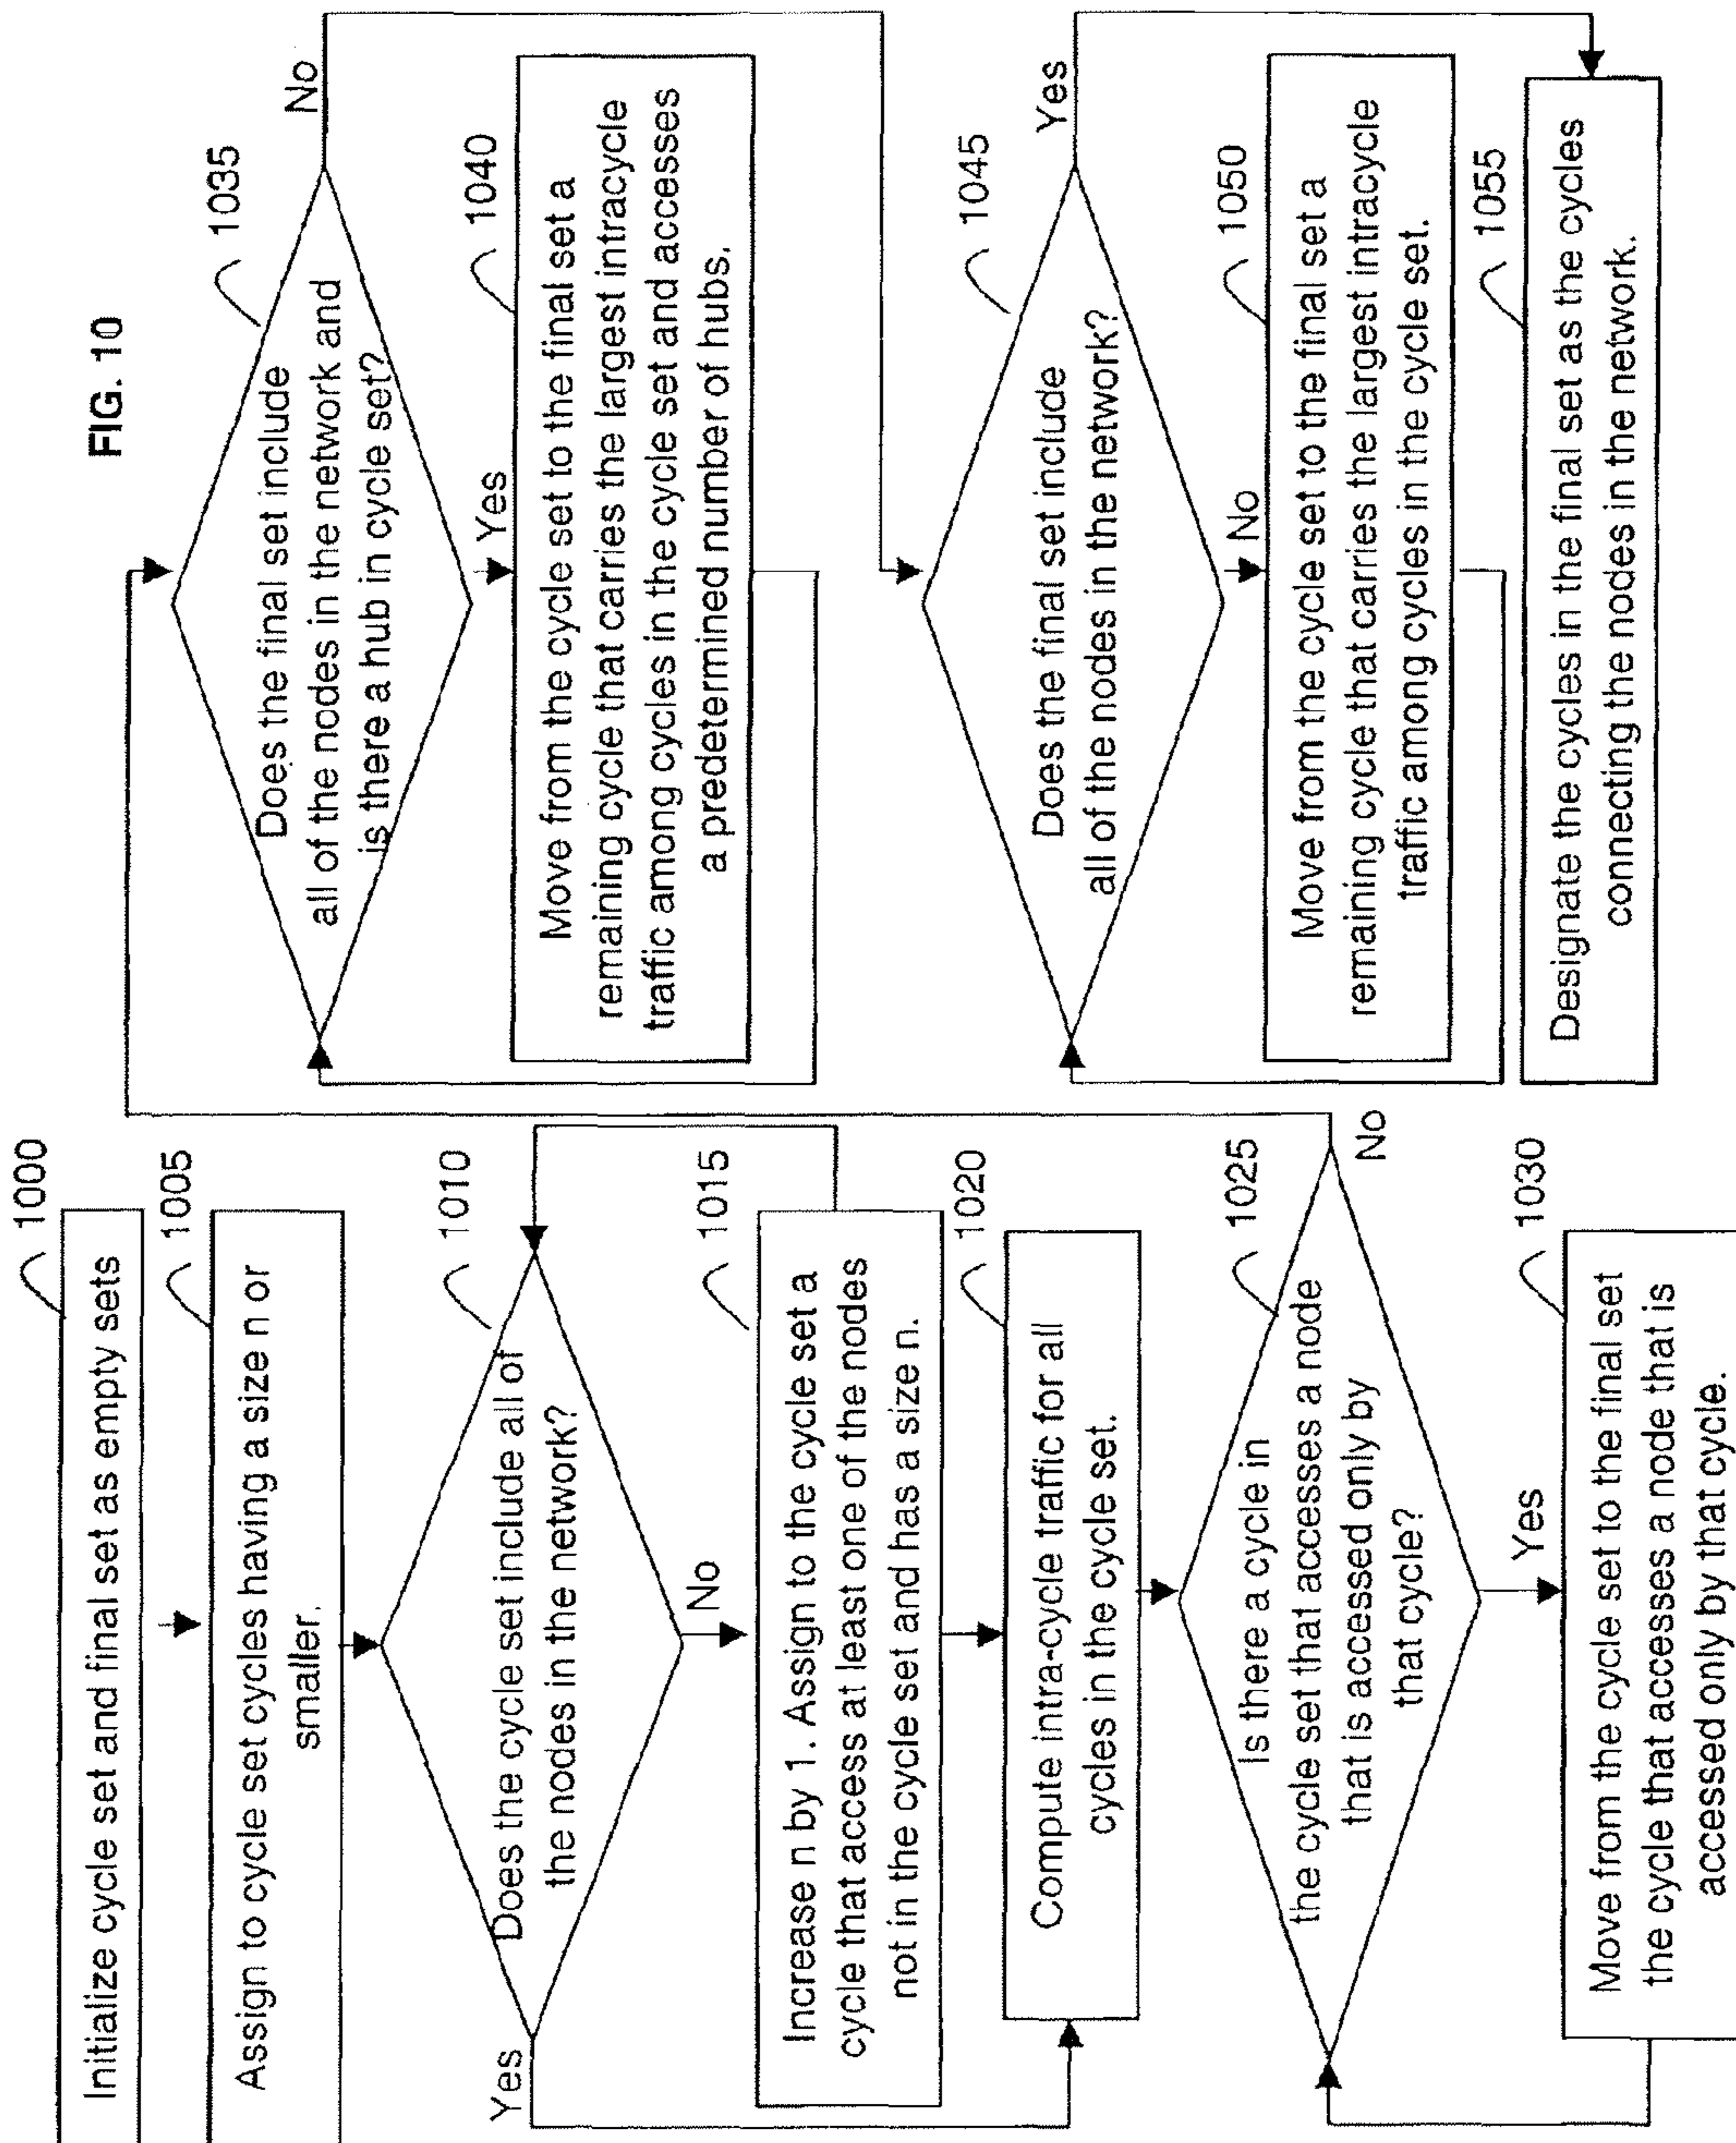 FIG. 10
1000
Initialize cycle set and final set as empty sets
1005
Assign to cycle set cycles having a size n or
smaller.
1010
Does the cycle set include all of
the nodes in the network?
Yes
No
1015
Increase n by 1. Assign to the cycle set a
cycle that access at least one of the nodes
not in the cycle set and has a size n.
1020
Compute intra-cycle traffic for all
cycles in the cycle set.
1025
Is there a cycle in
the cycle set that accesses a node
that is accessed only by
that cycle?
No
Yes
1030
Move from the cycle set to the final set
the cycle that accesses a node that is
accessed only by that cycle.
1035
Does the final set include
all of the nodes in the network and
is there a hub in cycle set?
No
Yes
1040
Move from the cycle set to the final set a
remaining cycle that carries the largest intracycle
traffic among cycles in the cycle set and accesses
a predetermined number of hubs.
1045
Does the final set include
all of the nodes in the network?
Yes
No
1050
Move from the cycle set to the final set a
remaining cycle that carries the largest intracycle
traffic among cycles in the cycle set.
1055
Designate the cycles in the final set as the cycles
connecting the nodes in the network.